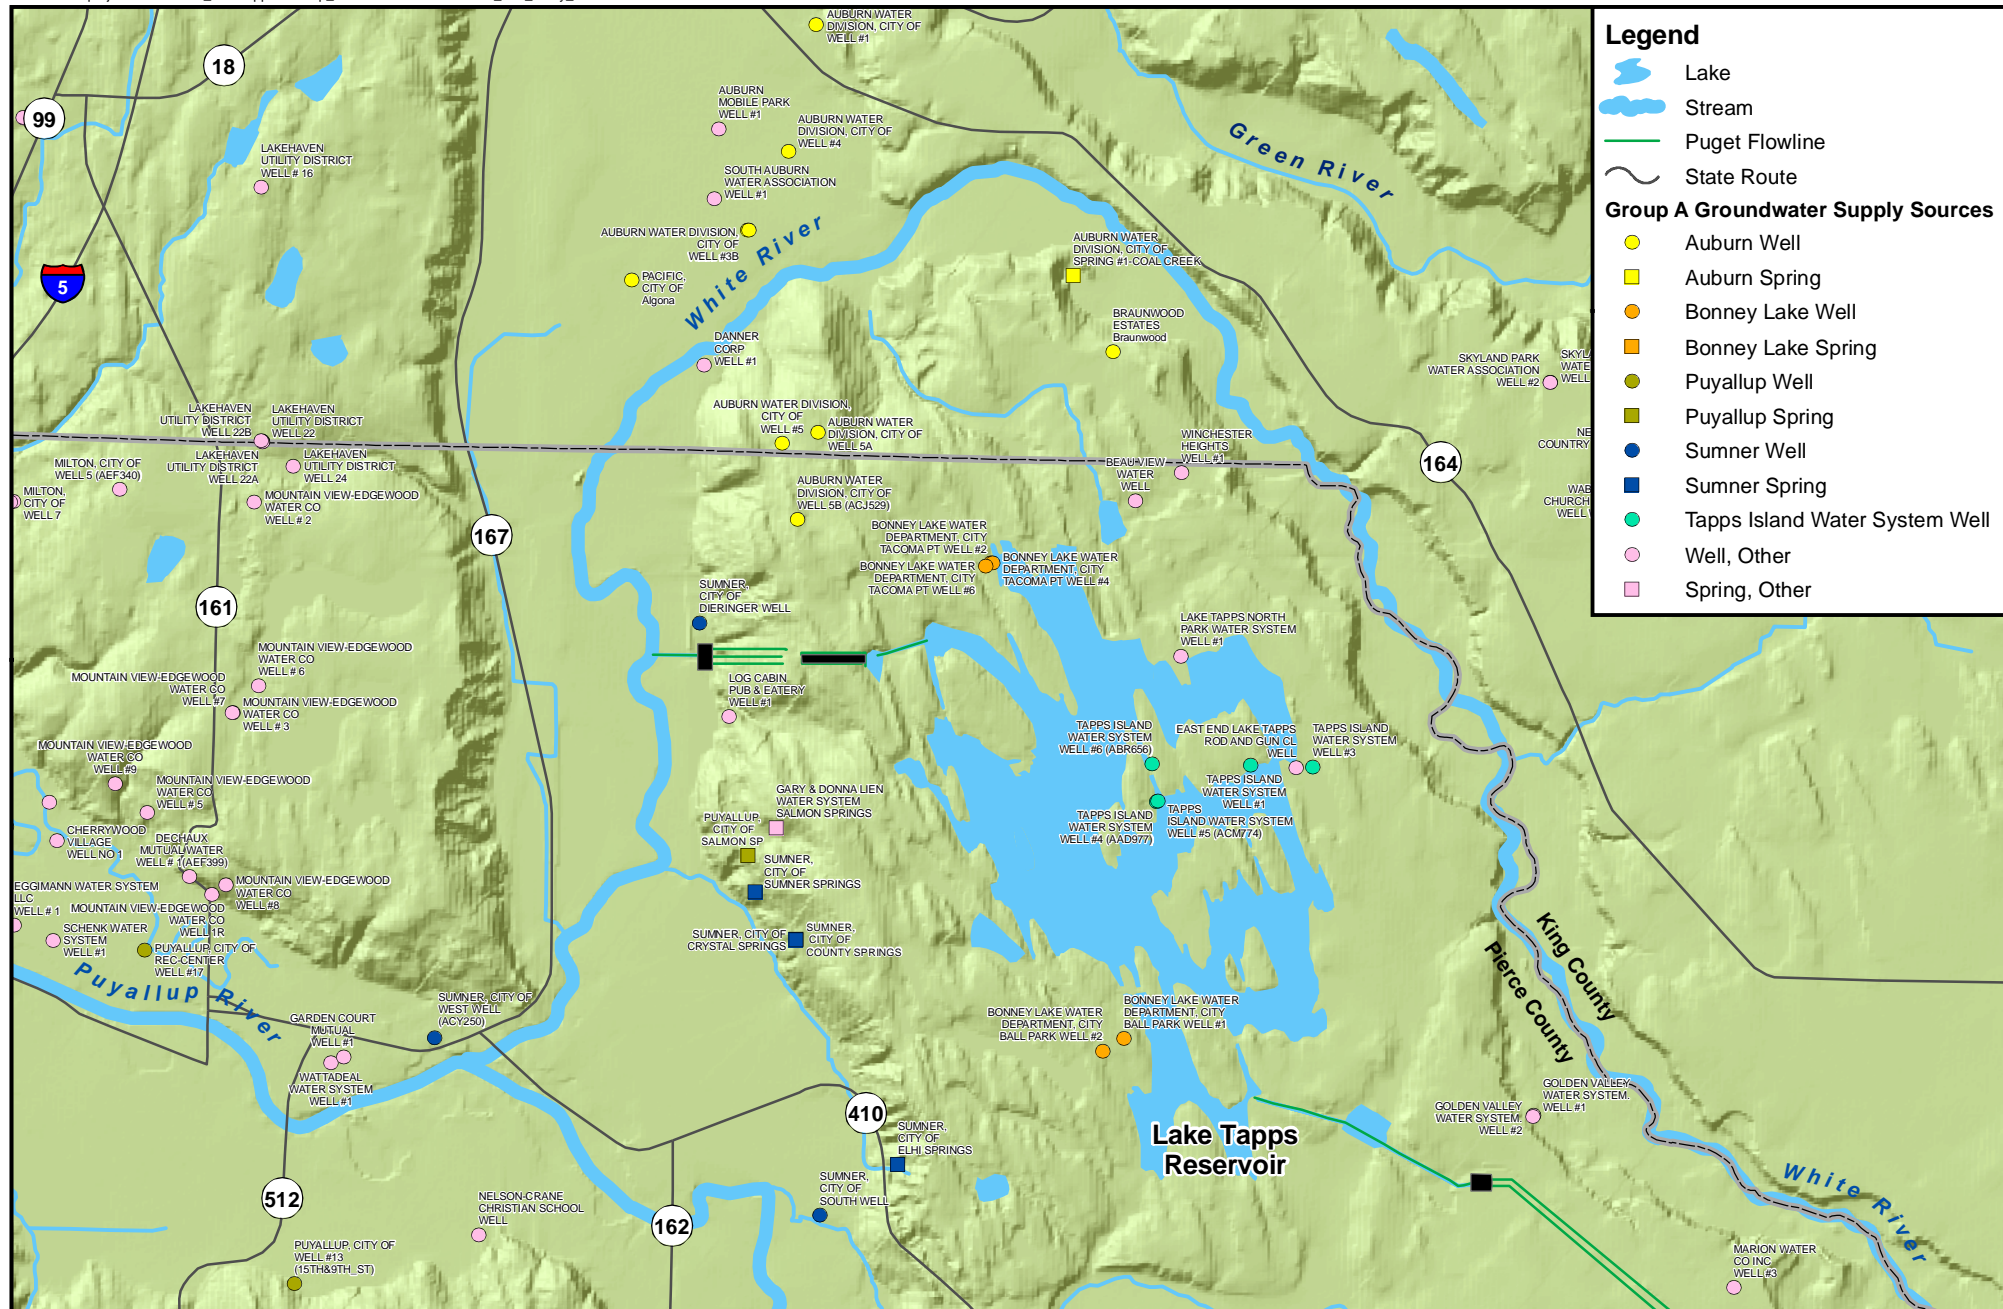 AUBURN WATER
DIVISION, CITY OF
WELL #1
18
99
AUBURN
MOBILE PARK
WELL #1
AUBURN WATER
DIVISION, CITY OF
WELL #4
LAKEHAVEN
UTILITY DISTRICT
WELL # 16
SOUTH AUBURN
WATER ASSOCIATION
WELL #1
Green River
AUBURN WATER DIVISION,
CITY OF
WELL #3B
White River
AUBURN WATER
DIVISION, CITY OF
SPRING #1-COAL CREEK
5
PACIFIC,
CITY OF
Algona
BRAUNWOOD
ESTATES
Braunwood
DANNER
CORP
WELL #1
SKYLAND PARK
WATER ASSOCIATION
WELL #2
SKYL
WATE
WELL
LAKEHAVEN
UTILITY DISTRICT
WELL 22B
LAKEHAVEN
UTILITY DISTRICT
WELL 22
AUBURN WATER DIVISION,
CITY OF
WELL #5
AUBURN WATER
DIVISION, CITY OF
WELL 5A
WINCHESTER
HEIGHTS
WELL #1
NE
COUNTRY
164
MILTON, CITY OF
WELL 5 (AEF340)
LAKEHAVEN
UTILITY DISTRICT
WELL 22A
LAKEHAVEN
UTILITY DISTRICT
WELL 24
BEAU VIEW
WATER
WELL
MILTON,
CITY OF
WELL 7
MOUNTAIN VIEW-EDGEWOOD
WATER CO
WELL # 2
AUBURN WATER
DIVISION, CITY OF
WELL 5B (ACJ529)
WAB
CHURCH
WELL
167
BONNEY LAKE WATER
DEPARTMENT, CITY
TACOMA PT WELL #2
BONNEY LAKE WATER
DEPARTMENT, CITY
TACOMA PT WELL #4
BONNEY LAKE WATER
DEPARTMENT, CITY
TACOMA PT WELL #6
161
SUMNER,
CITY OF
DIERINGER WELL
LAKE TAPPS NORTH
PARK WATER SYSTEM
WELL #1
MOUNTAIN VIEW-EDGEWOOD
WATER CO
WELL # 6
MOUNTAIN VIEW-EDGEWOOD
WATER CO
WELL #7
MOUNTAIN VIEW-EDGEWOOD
WATER CO
WELL # 3
LOG CABIN
PUB & EATERY
WELL #1
TAPPS ISLAND
WATER SYSTEM
WELL #6 (ABR656)
EAST END LAKE TAPPS
ROD AND GUN CL
WELL
TAPPS ISLAND
WATER SYSTEM
WELL #3
MOUNTAIN VIEW-EDGEWOOD
WATER CO
WELL #9
MOUNTAIN VIEW-EDGEWOOD
WATER CO
WELL # 5
TAPPS ISLAND
WATER SYSTEM
WELL #1
GARY & DONNA LIEN
WATER SYSTEM
SALMON SPRINGS
TAPPS ISLAND
WATER SYSTEM
WELL #4 (AAD977)
TAPPS
ISLAND WATER SYSTEM
WELL #5 (ACM774)
PUYALLUP,
CITY OF
SALMON SP
CHERRYWOOD
VILLAGE
WELL NO 1
DECHAUX
MUTUAL WATER
WELL # 1(AEF399)
SUMNER,
CITY OF
SUMNER SPRINGS
EGGIMANN WATER SYSTEM
LLC
WELL # 1
MOUNTAIN VIEW-EDGEWOOD
WATER CO
WELL #8
MOUNTAIN VIEW-EDGEWOOD
WATER CO
WELL 1R
SCHENK WATER
SYSTEM
WELL #1
SUMNER, CITY OF
CRYSTAL SPRINGS
SUMNER,
CITY OF
COUNTY SPRINGS
PUYALLUP, CITY OF
REC-CENTER
WELL #17
King County
Pierce County
Puyallup River
SUMNER, CITY OF
WEST WELL
(ACY250)
GARDEN COURT
MUTUAL
WELL #1
BONNEY LAKE WATER
DEPARTMENT, CITY
BALL PARK WELL #2
BONNEY LAKE WATER
DEPARTMENT, CITY
BALL PARK WELL #1
WATTADEAL
WATER SYSTEM
WELL #1
410
GOLDEN VALLEY
WATER SYSTEM.
WELL #1
GOLDEN VALLEY
WATER SYSTEM.
WELL #2
SUMNER,
CITY OF
ELHI SPRINGS
Lake Tapps
Reservoir
SUMNER,
CITY OF
SOUTH WELL
512
NELSON-CRANE
CHRISTIAN SCHOOL
WELL
162
White River
PUYALLUP, CITY OF
WELL #13
(15TH&9TH_ST)
MARION WATER
CO INC
WELL #3
Legend
Lake
Stream
Puget Flowline
State Route
Group A Groundwater Supply Sources
Auburn Well
Auburn Spring
Bonney Lake Well
Bonney Lake Spring
Puyallup Well
Puyallup Spring
Sumner Well
Sumner Spring
Tapps Island Water System Well
Well, Other
Spring, Other